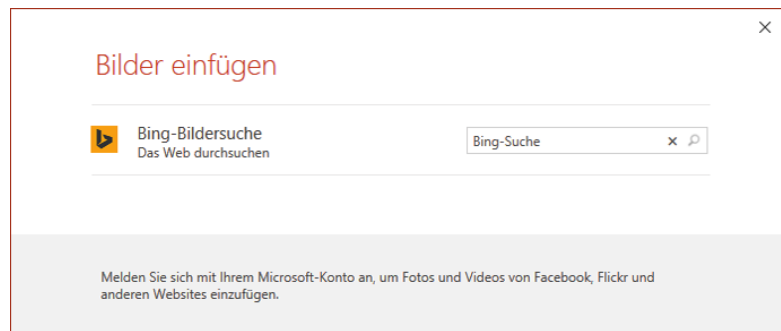 Bilder einfügen
Bing-Bildersuche
Das Web durchsuchen
Bing-Suche
Melden Sie sich mit Ihrem Microsoft-Konto an, um Fotos und Videos von Facebook, Flickr und
anderen Websites einzufügen.